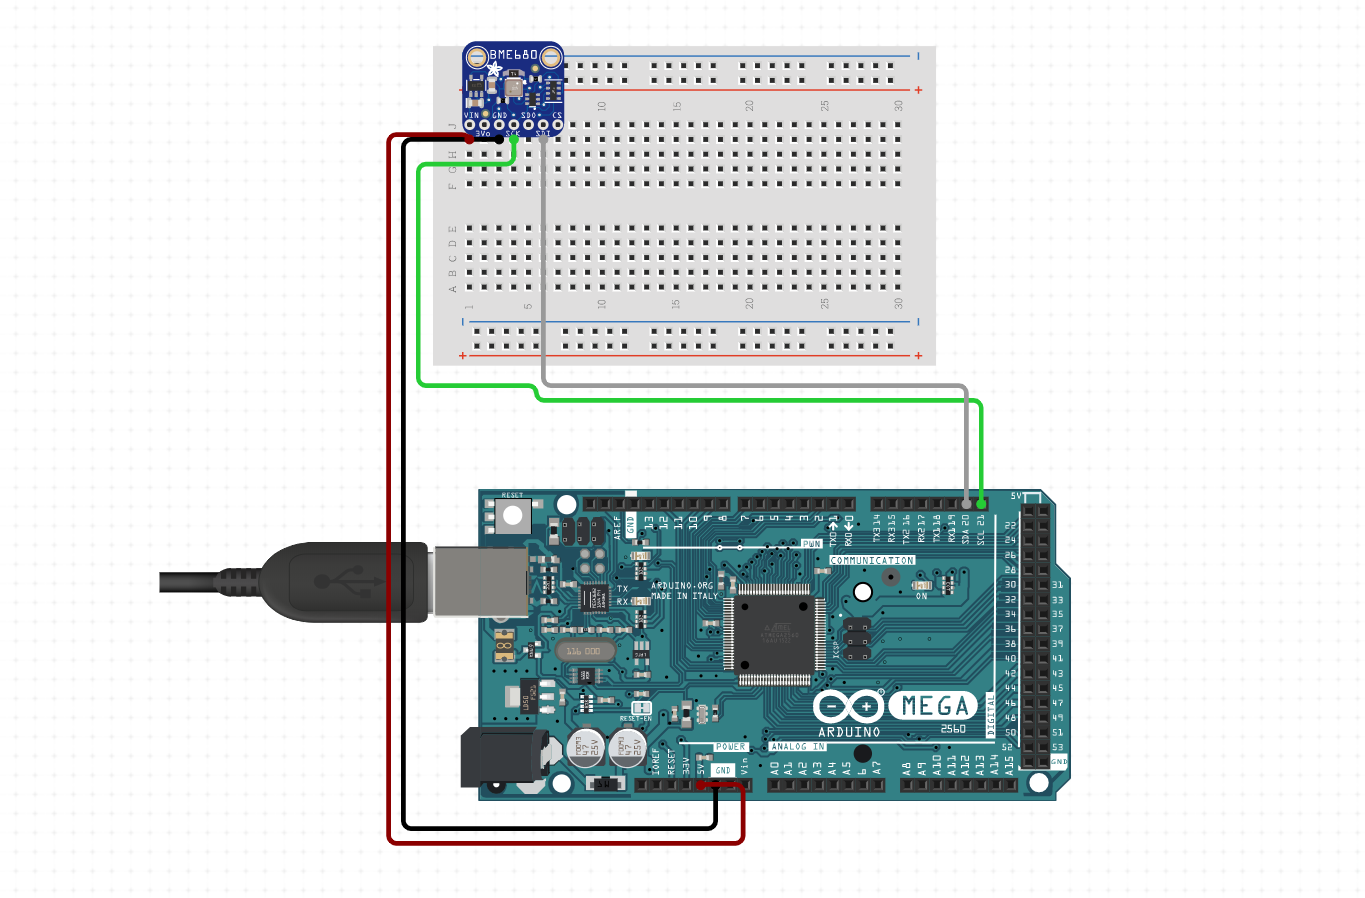 BME680
VIN GND SDO CS
3Vo SCK SDI
10 15 20 25 30
J
H
G
F
E
D
C
B
A
1 5 10 15 20 25 30
RESET
AREF
GND
13
12
11
10
9
8
7
6
5
4
3
2
TX0 1
RX0 0
TX3 14
RX3 15
TX2 16
RX2 17
TX1 18
RX1 19
SDA 20
SCL 21
5V
PWN
COMMUNICATION
TX
RX
ARDUINO.ORG
MADE IN ITALY
ON
ICSP
116 000
22
24
26
28
30 31
32 33
34 35
36 37
38 39
40 41
42 43
44 45
46 47
48 49
50 51
52 53
GND
DIGITAL
MEGA
2560
ARDUINO
RESET-EN
47
25V
47
25V
POWER
ANALOG IN
IOREF
RESET
5V
GND
Vin
A0
A1
A2
A3
A4
A5
6
A7
A8
A9
A10
A11
A12
A13
A14
A15